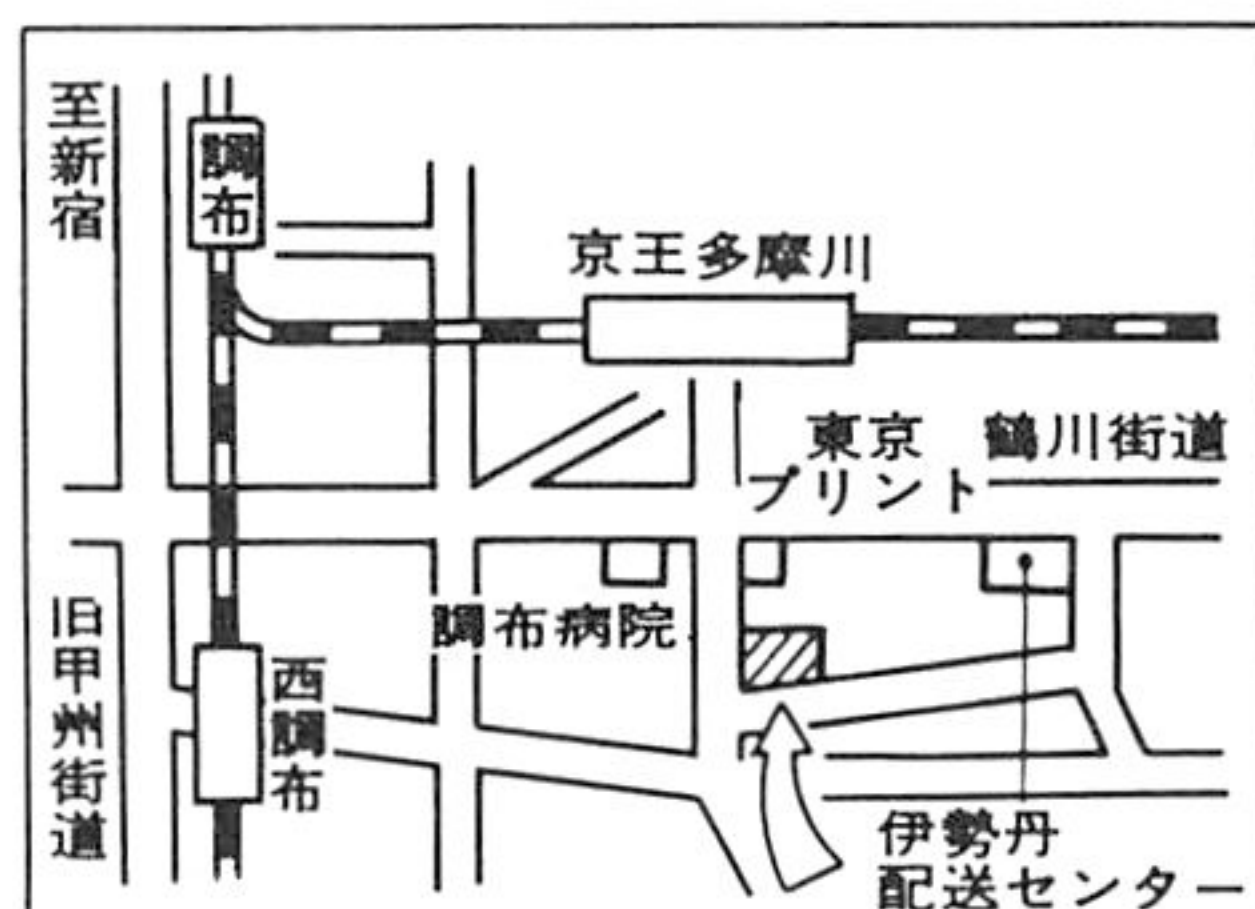 至新宿
調布
京王多摩川
東京
プリント
鶴川街道
調布病院
旧甲州街道
西調布
伊勢丹
配送センター